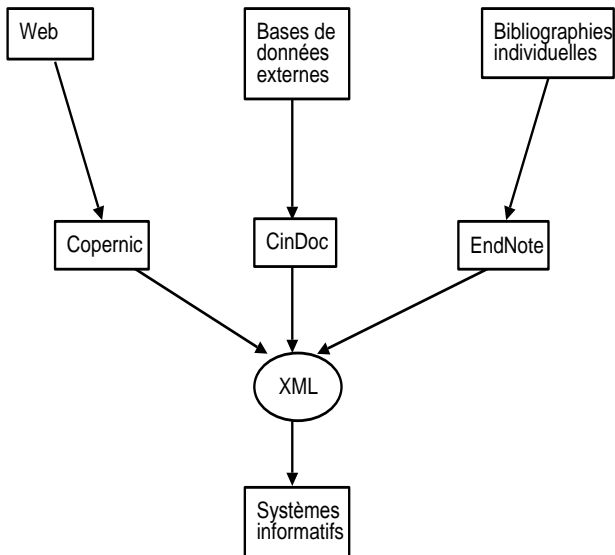 Web
Bases de
données
externes
Bibliographies
individuelles
Copernic
CinDoc
EndNote
XML
Systèmes
informatifs